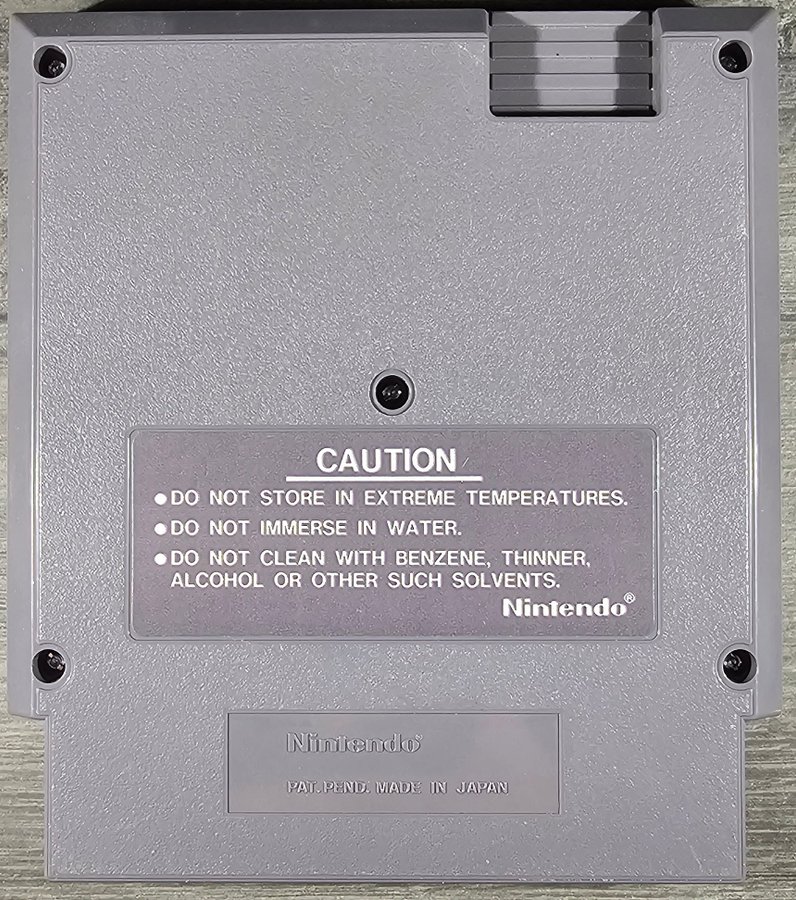 CAUTION
●DO NOT STORE IN EXTREME TEMPERATURES.
●DO NOT IMMERSE IN WATER.
●DO NOT CLEAN WITH BENZENE, THINNER,
ALCOHOL OR OTHER SUCH SOLVENTS.
Nintendo®
Nintendo®
PAT. PEND. MADE IN JAPAN